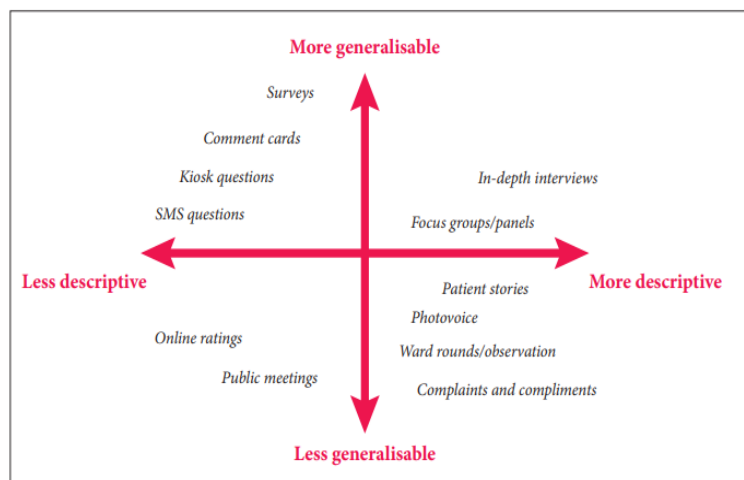 More generalisable
Surveys
Comment cards
Kiosk questions
In-depth interviews
SMS questions
Focus groups/panels
Less descriptive
More descriptive
Patient stories
Photovoice
Online ratings
Ward rounds/observation
Public meetings
Complaints and compliments
Less generalisable